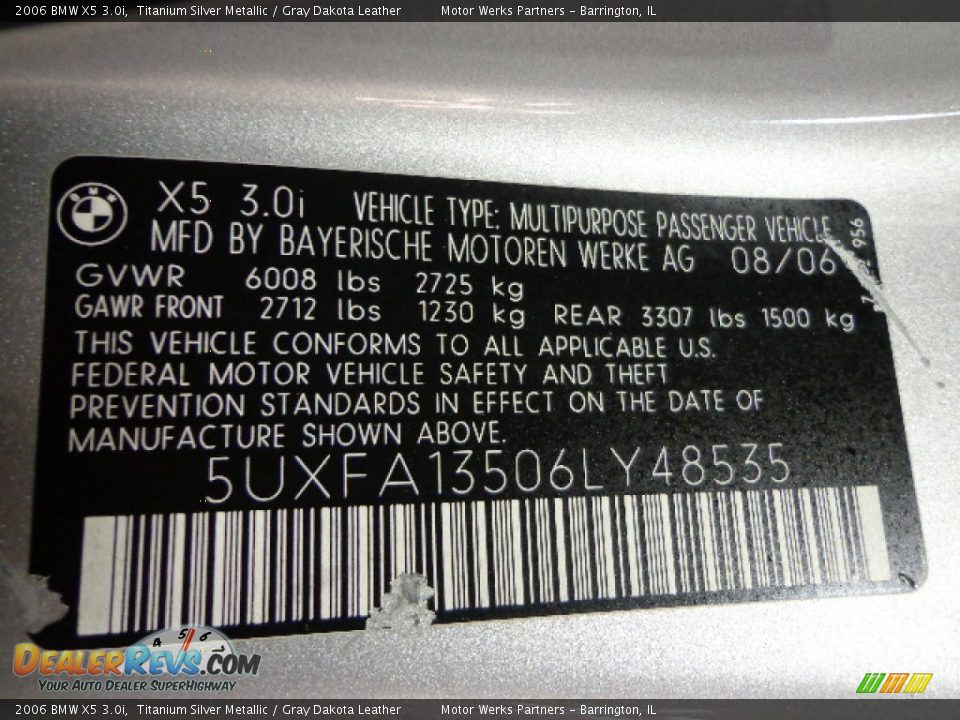 2006 BMW X5 3.0i, Titanium Silver Metallic / Gray Dakota Leather Motor Werks Partners - Barrington, IL
X5 3.0i VEHICLE TYPE: MULTIPURPOSE PASSENGER VEHICLE
MFD BY BAYERISCHE MOTOREN WERKE AG 08/06
956
GVWR 6008 lbs 2725 kg
GAWR FRONT 2712 lbs 1230 kg REAR 3307 lbs 1500 kg
THIS VEHICLE CONFORMS TO ALL APPLICABLE U.S.
FEDERAL MOTOR VEHICLE SAFETY AND THEFT
PREVENTION STANDARDS IN EFFECT ON THE DATE OF
MANUFACTURE SHOWN ABOVE.
5UXFA13506LY48535
4 5 6
DEALERREVS.COM
YOUR AUTO DEALER SUPERHIGHWAY
2006 BMW X5 3.0i, Titanium Silver Metallic / Gray Dakota Leather Motor Werks Partners - Barrington, IL